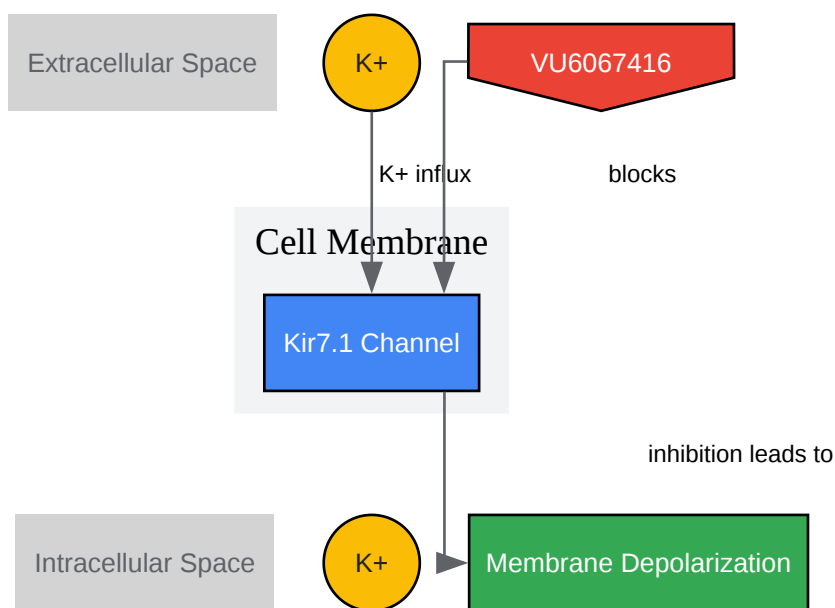 Extracellular Space
K+
VU6067416
K+ influx
blocks
Cell Membrane
Kir7.1 Channel
inhibition leads to
Intracellular Space
K+
Membrane Depolarization